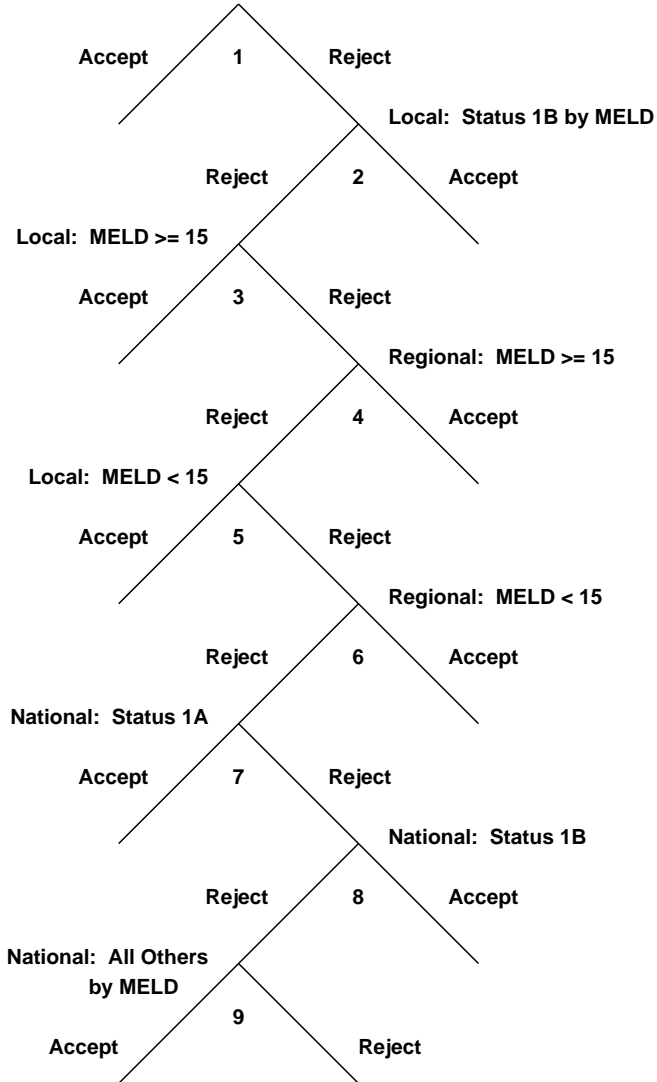 Accept 1 Reject
Local: Status 1B by MELD
Reject 2 Accept
Local: MELD >= 15
Accept 3 Reject
Regional: MELD >= 15
Reject 4 Accept
Local: MELD < 15
Accept 5 Reject
Regional: MELD < 15
Reject 6 Accept
National: Status 1A
Accept 7 Reject
National: Status 1B
Reject 8 Accept
National: All Others
by MELD
9
Accept Reject